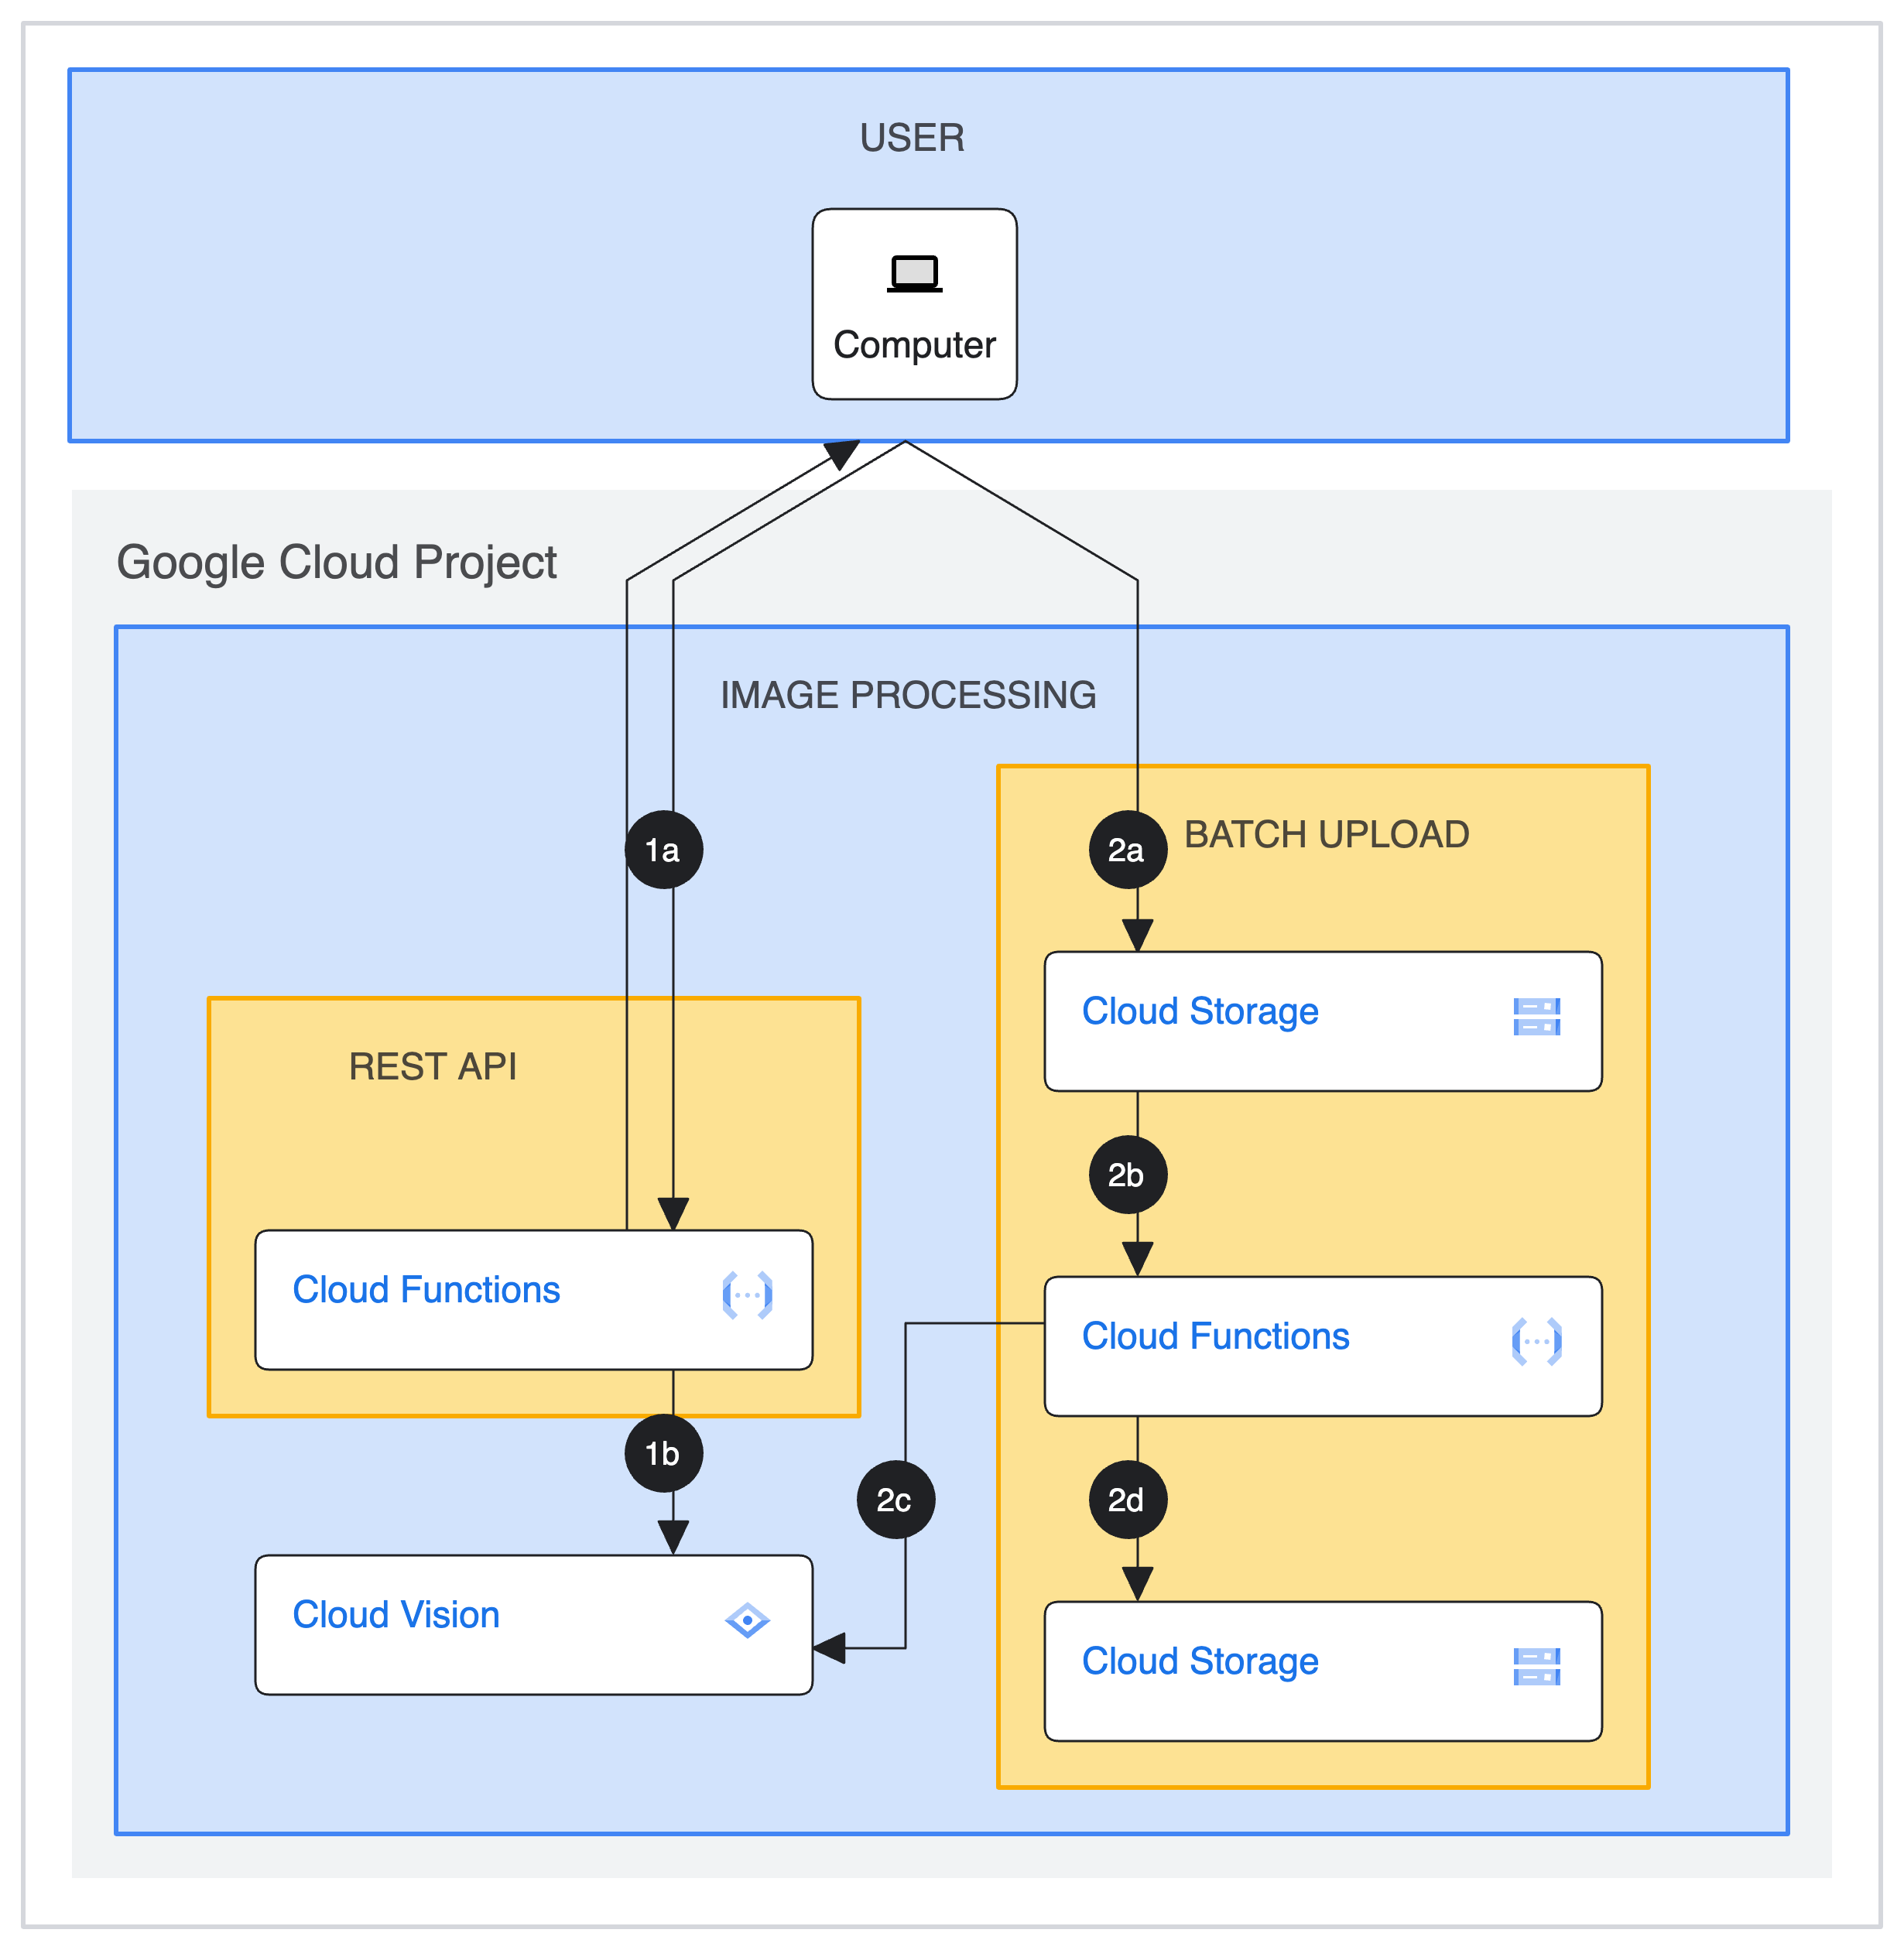 USER
Computer
Google Cloud Project
IMAGE PROCESSING
BATCH UPLOAD
1a
2a
Cloud Storage
REST API
2b
Cloud Functions
Cloud Functions
1b
2c
2d
Cloud Vision
Cloud Storage